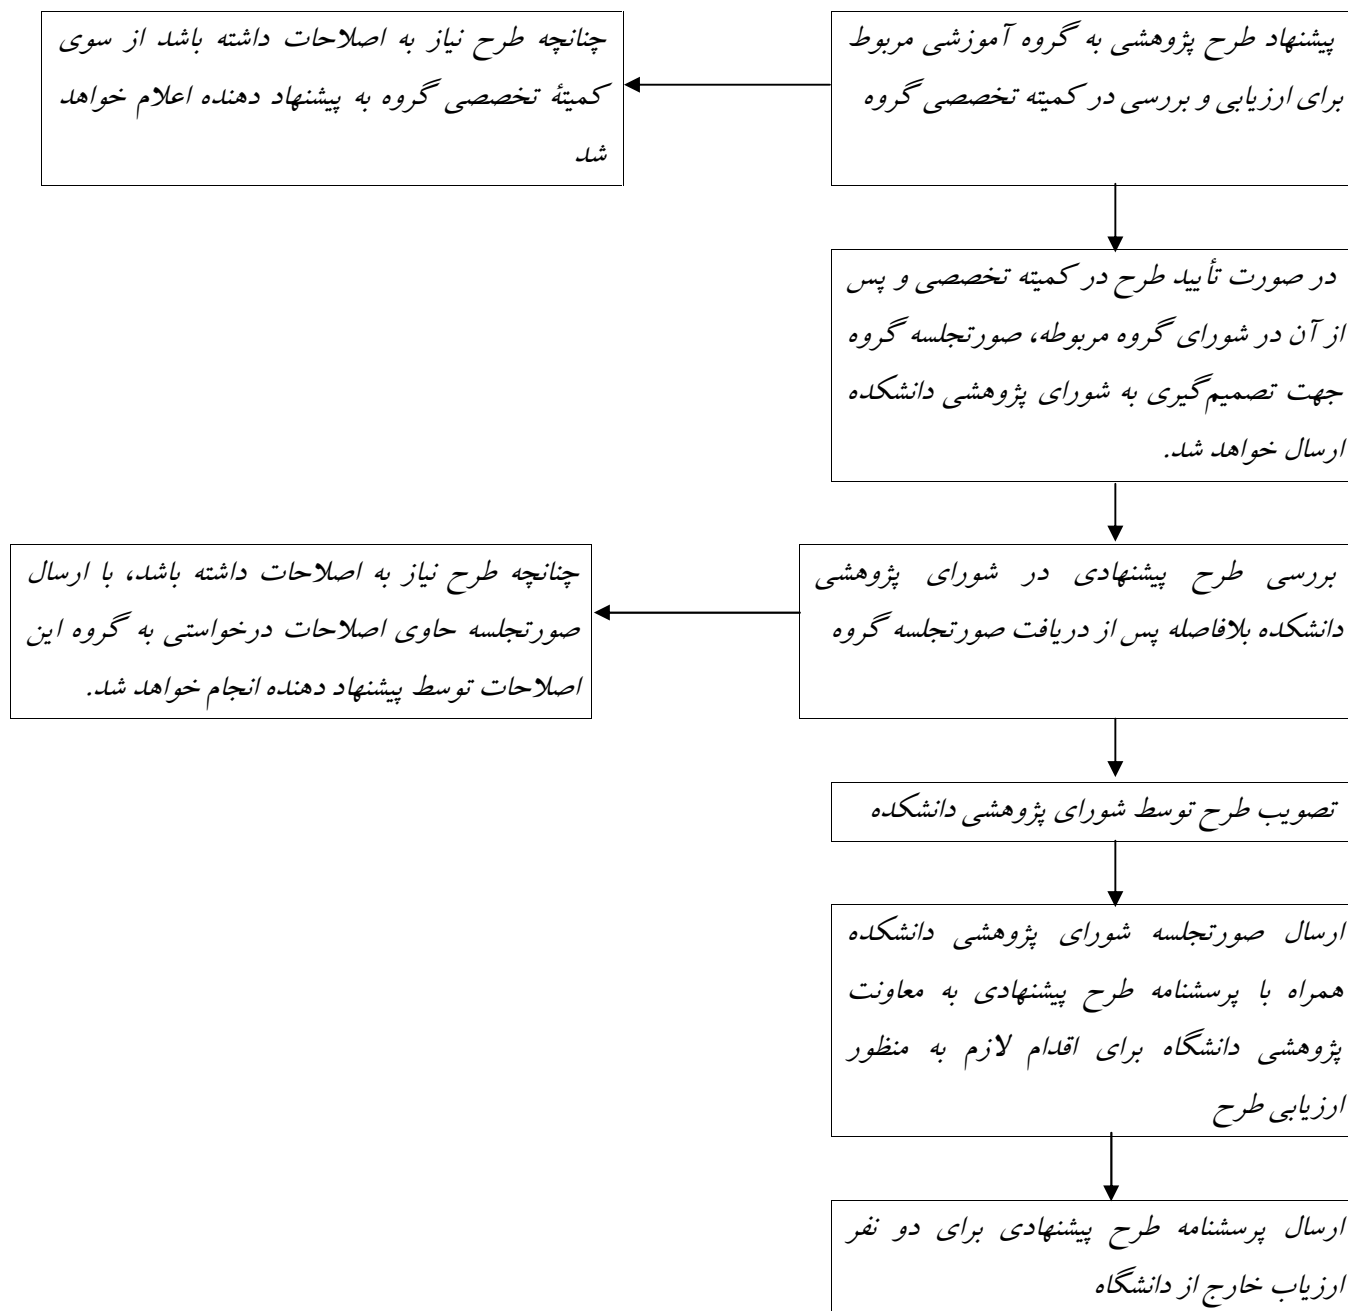 پیشنهاد طرح پژوهشی به گروه آموزشی مربوط
برای ارزیابی و بررسی در کمیته تخصصی گروه
چنانچه طرح نیاز به اصلاحات داشته باشد از سوی
کمیتهٔ تخصصی گروه به پیشنهاد دهنده اعلام خواهد
شد
در صورت تأیید طرح در کمیته تخصصی و پس
از آن در شورای گروه مربوطه، صورتجلسه گروه
جهت تصمیم‌گیری به شورای پژوهشی دانشکده
ارسال خواهد شد.
بررسی طرح پیشنهادی در شورای پژوهشی
دانشکده بلافاصله پس از دریافت صورتجلسه گروه
چنانچه طرح نیاز به اصلاحات داشته باشد، با ارسال
صورتجلسه حاوی اصلاحات درخواستی به گروه این
اصلاحات توسط پیشنهاد دهنده انجام خواهد شد.
تصویب طرح توسط شورای پژوهشی دانشکده
ارسال صورتجلسه شورای پژوهشی دانشکده
همراه با پرسشنامه طرح پیشنهادی به معاونت
پژوهشی دانشگاه برای اقدام لازم به منظور
ارزیابی طرح
ارسال پرسشنامه طرح پیشنهادی برای دو نفر
ارزیاب خارج از دانشگاه